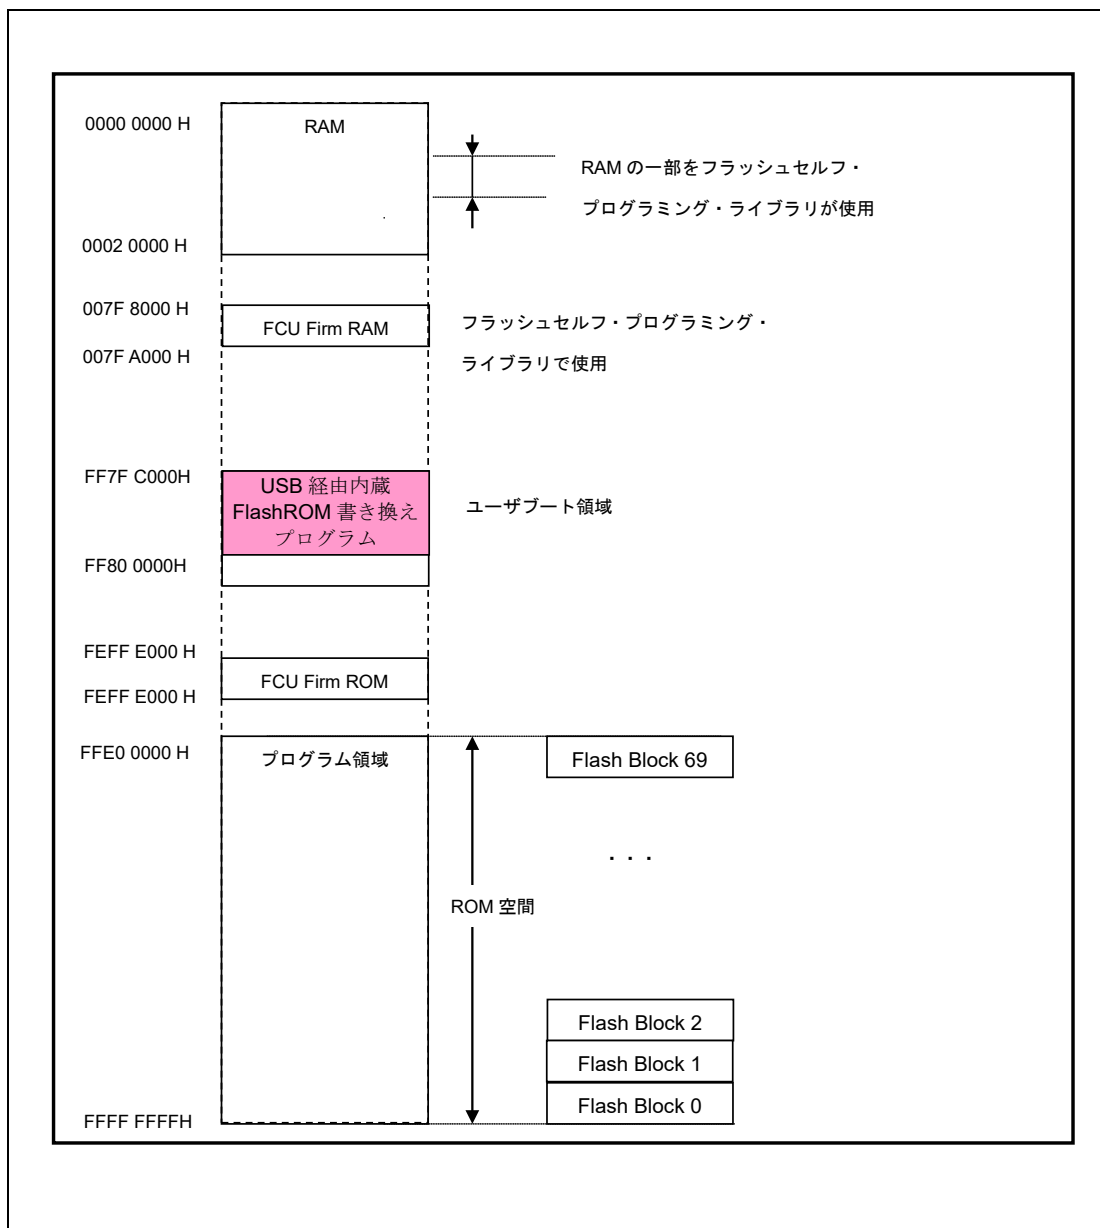 0000 0000 H
RAM
RAM の一部をフラッシュセルフ・
プログラミング・ライブラリが使用
0002 0000 H
007F 8000 H
FCU Firm RAM
フラッシュセルフ・プログラミング・
007F A000 H
ライブラリで使用
FF7F C000H
USB 経由内蔵
FlashROM 書き換え
プログラム
ユーザブート領域
FF80 0000H
FEFF E000 H
FCU Firm ROM
FEFF E000 H
FFE0 0000 H
プログラム領域
Flash Block 69
・・・
ROM 空間
Flash Block 2
Flash Block 1
Flash Block 0
FFFF FFFFH